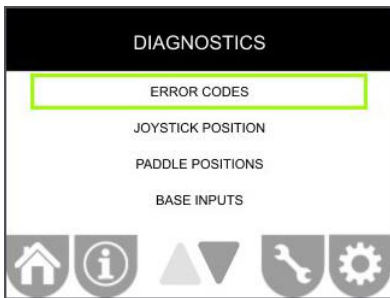 DIAGNOSTICS
ERROR CODES
JOYSTICK POSITION
PADDLE POSITIONS
BASE INPUTS